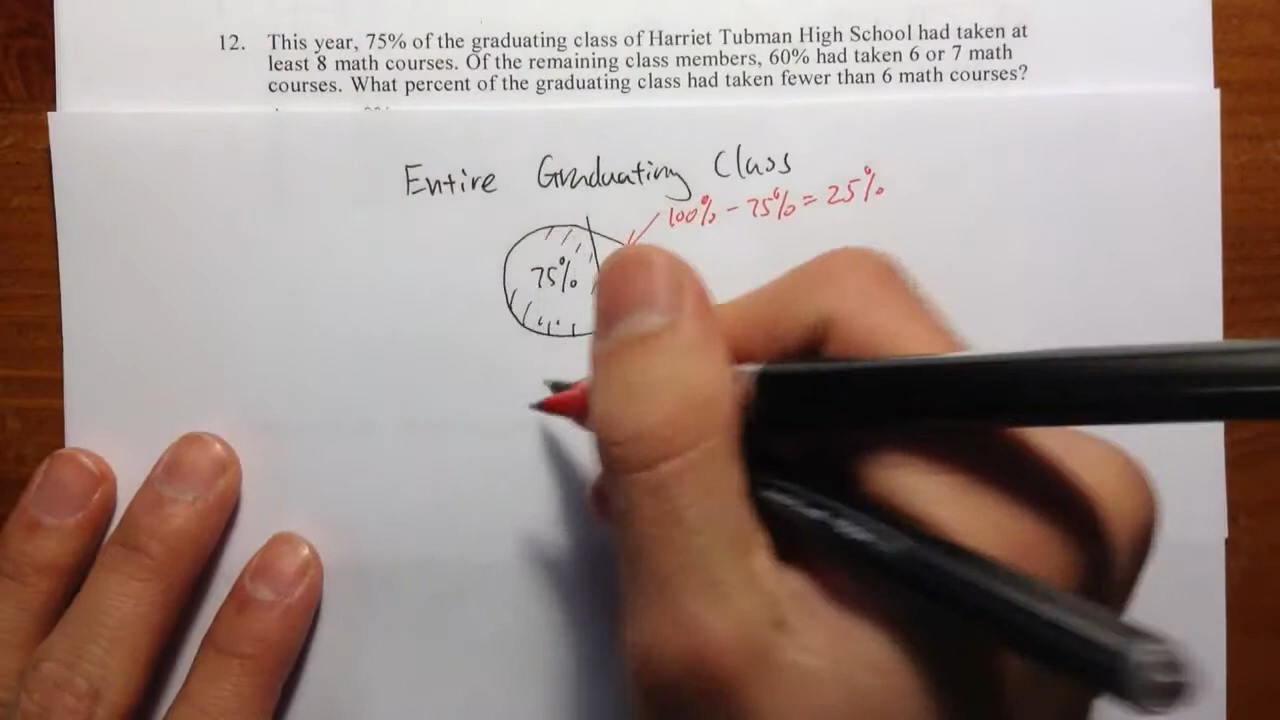 12. This year, 75% of the graduating class of Harriet Tubman High School had taken at
least 8 math courses. Of the remaining class members, 60% had taken 6 or 7 math
courses. What percent of the graduating class had taken fewer than 6 math courses?
Entire Graduating Class
100% - 75% = 25%
75%